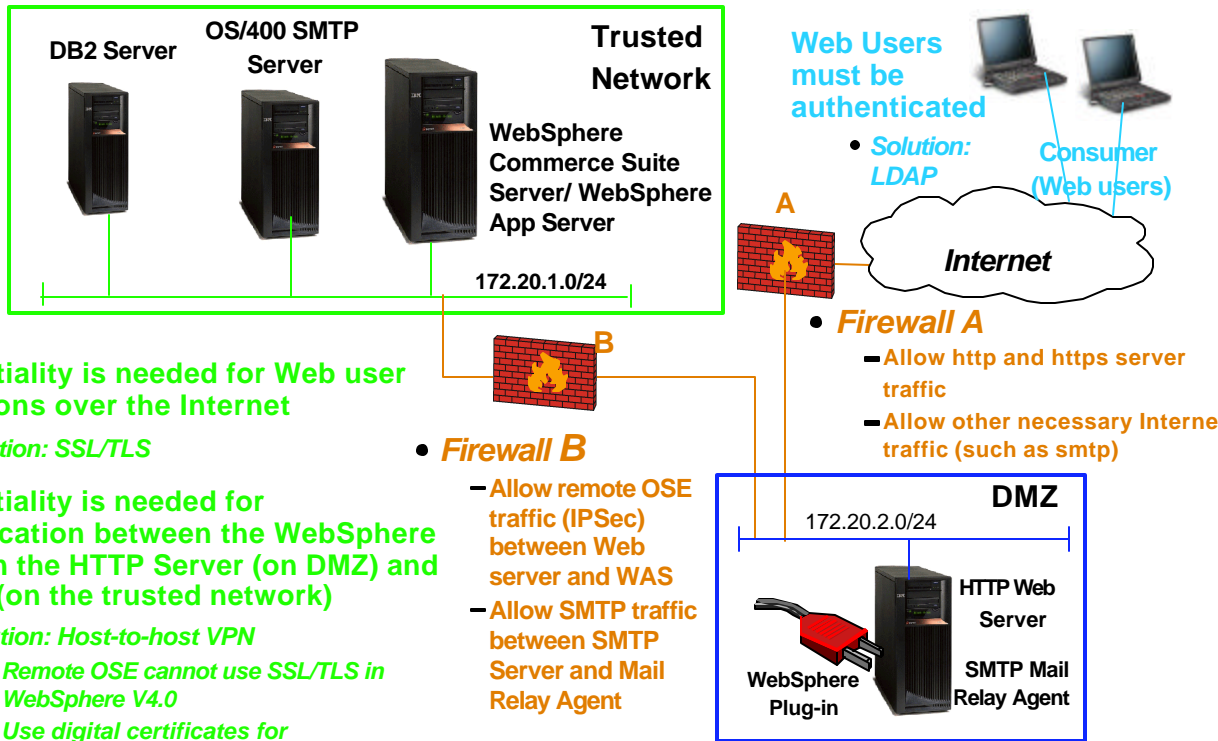 DB2 Server
OS/400 SMTP
Server
Trusted
Network
WebSphere
Commerce Suite
Server/ WebSphere
App Server
172.20.1.0/24
Web Users
must be
authenticated
• Solution:
LDAP
Consumer
(Web users)
A
Internet
• Firewall A
Allow http and https server
traffic
Allow other necessary Interne
traffic (such as smtp)
B
tiality is needed for Web user
ons over the Internet
tion: SSL/TLS
tiality is needed for
cation between the WebSphere
n the HTTP Server (on DMZ) and
(on the trusted network)
tion: Host-to-host VPN
Remote OSE cannot use SSL/TLS in
WebSphere V4.0
Use digital certificates for
• Firewall B
Allow remote OSE
traffic (IPSec)
between Web
server and WAS
Allow SMTP traffic
between SMTP
Server and Mail
Relay Agent
DMZ
172.20.2.0/24
HTTP Web
Server
SMTP Mail
Relay Agent
WebSphere
Plug-in